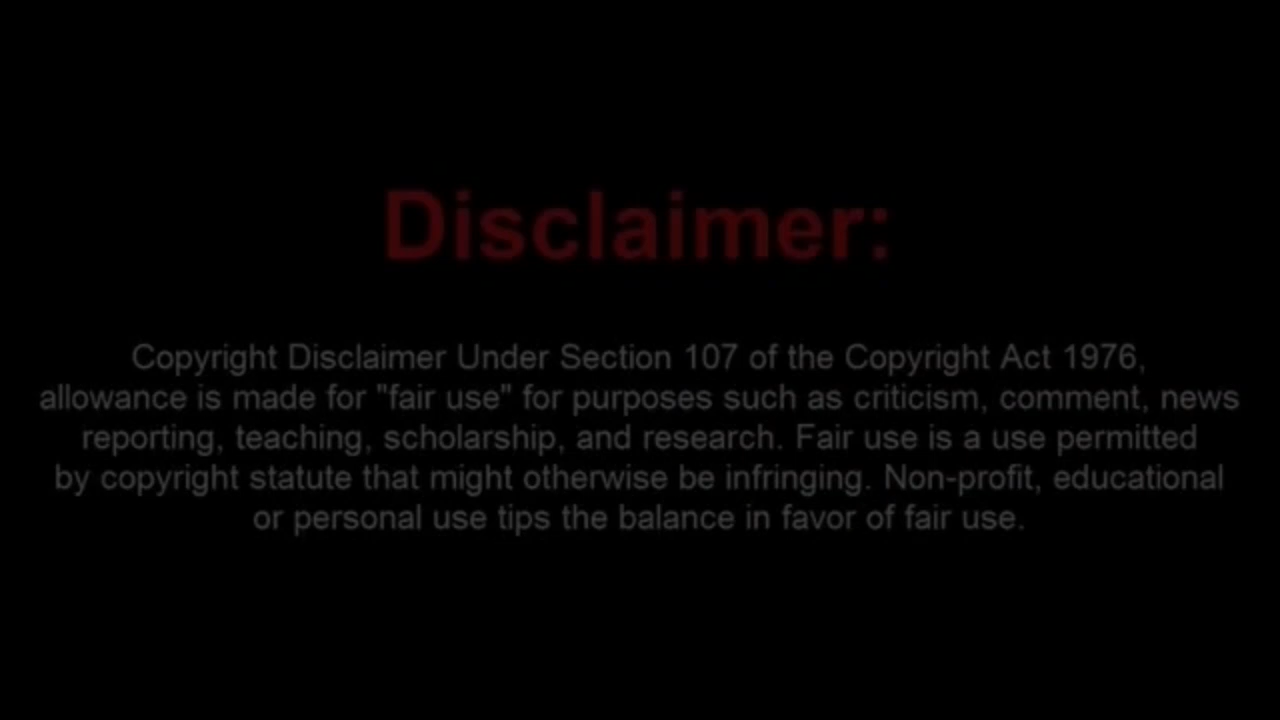 Disclaimer:
Copyright Disclaimer Under Section 107 of the Copyright Act 1976,
allowance is made for "fair use" for purposes such as criticism, comment, news
reporting, teaching, scholarship, and research. Fair use is a use permitted
by copyright statute that might otherwise be infringing. Non-profit, educational
or personal use tips the balance in favor of fair use.